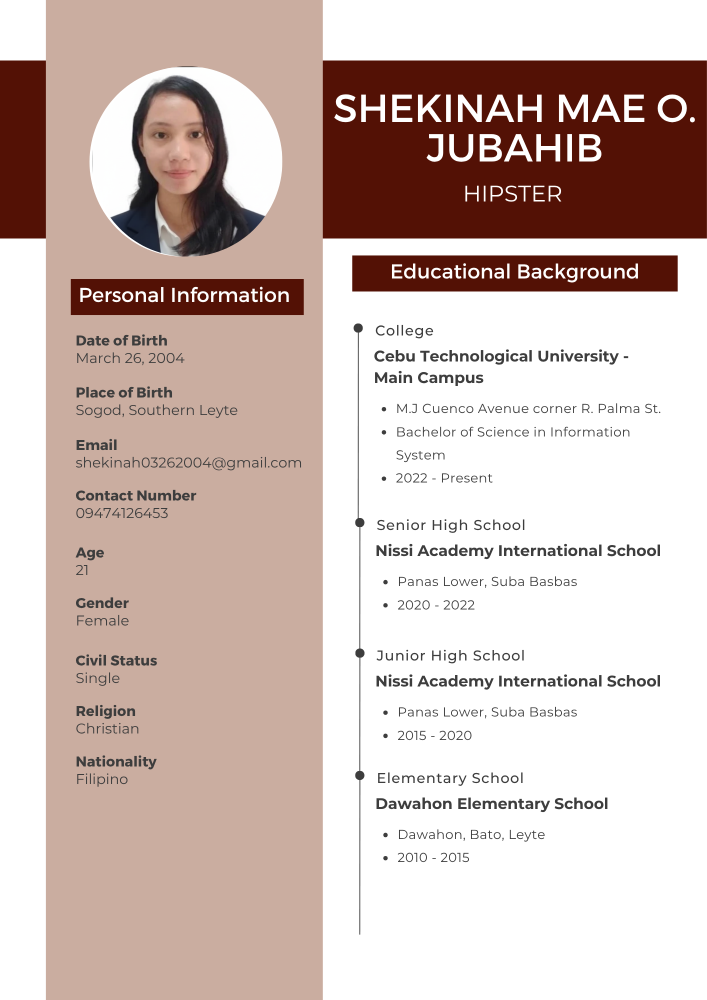 SHEKINAH MAE O.
JUBAHIB
HIPSTER
Personal Information
Date of Birth
March 26, 2004
Place of Birth
Sogod, Southern Leyte
Email
shekinah03262004@gmail.com
Contact Number
09474126453
Age
21
Gender
Female
Civil Status
Single
Religion
Christian
Nationality
Filipino
Educational Background
College
Cebu Technological University -
Main Campus
• M.J Cuenco Avenue corner R. Palma St.
• Bachelor of Science in Information
System
• 2022 - Present
Senior High School
Nissi Academy International School
• Panas Lower, Suba Basbas
• 2020 - 2022
Junior High School
Nissi Academy International School
• Panas Lower, Suba Basbas
• 2015 - 2020
Elementary School
Dawahon Elementary School
• Dawahon, Bato, Leyte
• 2010 - 2015